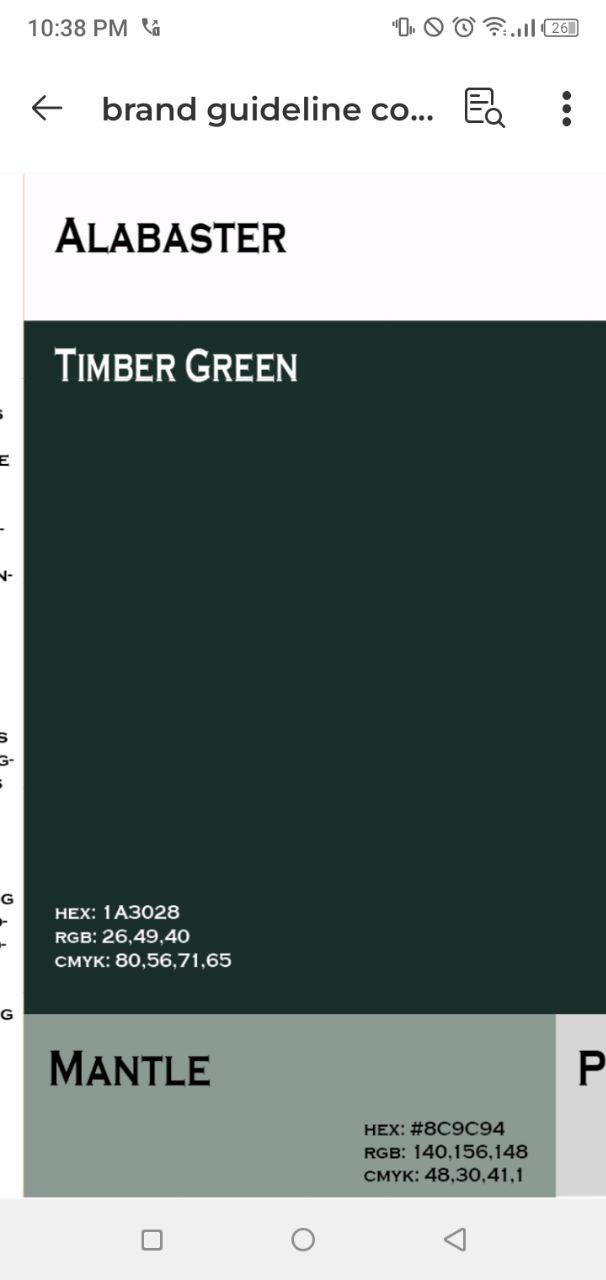 10:38 PM
26
brand guideline co...
ALABASTER
TIMBER GREEN
S
E
-
N-
S
G-
S
G
G
HEX: 1A3028
RGB: 26,49,40
CMYK: 80,56,71,65
MANTLE
P
HEX: #8C9C94
RGB: 140,156,148
CMYK: 48,30,41,1